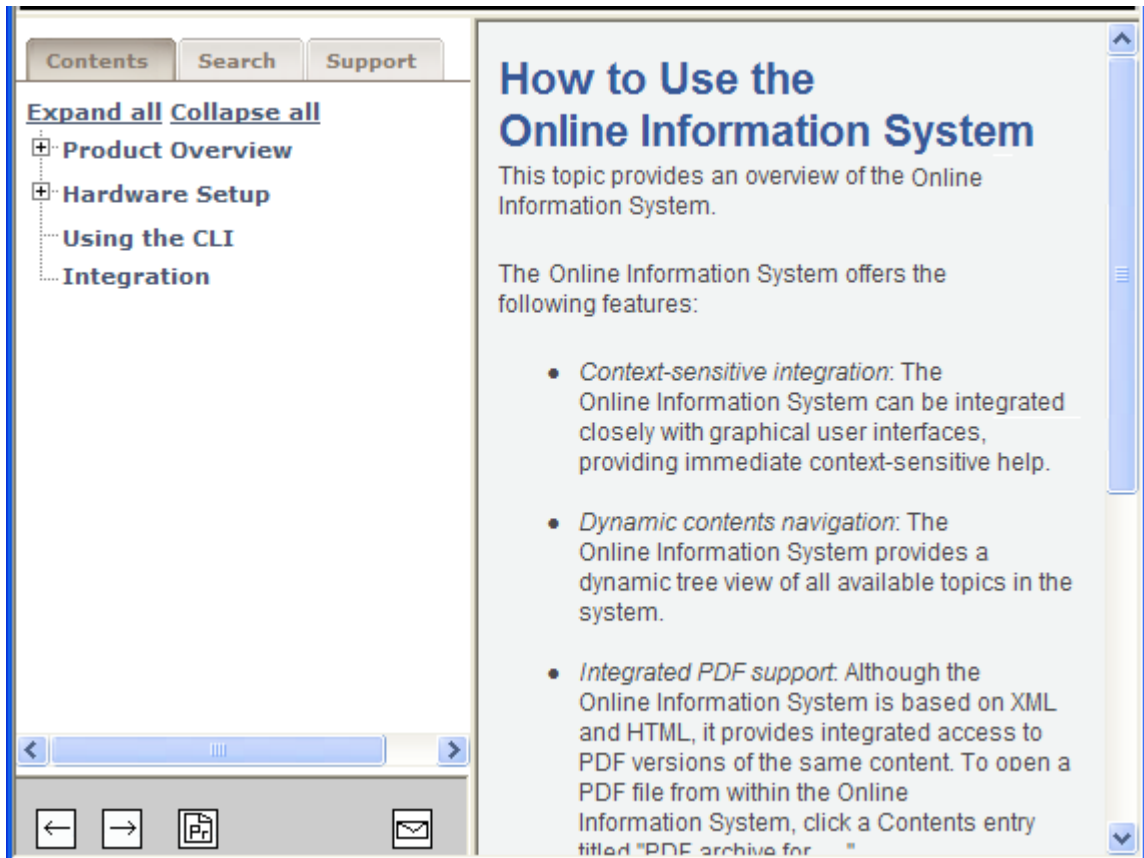 Contents Search Support
Expand all Collapse all
Product Overview
Hardware Setup
Using the CLI
Integration
Pr
How to Use the
Online Information System
This topic provides an overview of the Online
Information System.
The Online Information System offers the
following features:
• Context-sensitive integration: The
Online Information System can be integrated
closely with graphical user interfaces,
providing immediate context-sensitive help.
• Dynamic contents navigation: The
Online Information System provides a
dynamic tree view of all available topics in the
system.
• Integrated PDF support: Although the
Online Information System is based on XML
and HTML, it provides integrated access to
PDF versions of the same content. To open a
PDF file from within the Online
Information System, click a Contents entry
titled "PDF archive for ... ."